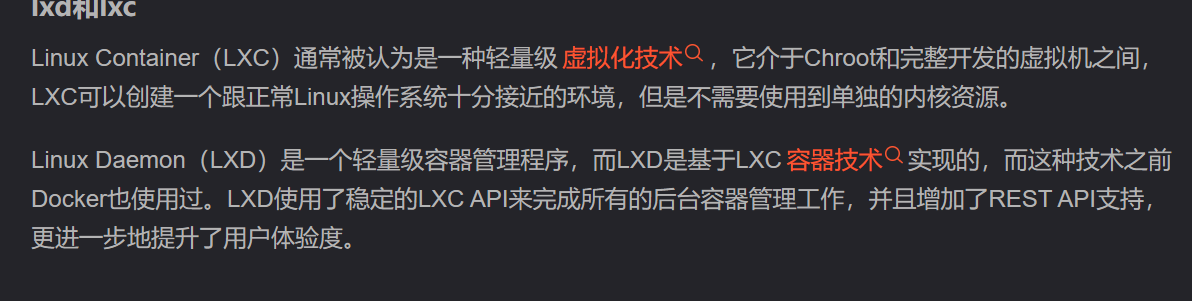 lxd和lxc
Linux Container（LXC）通常被认为是一种轻量级 虚拟化技术，它介于Chroot和完整开发的虚拟机之间，
LXC可以创建一个跟正常Linux操作系统十分接近的环境，但是不需要使用到单独的内核资源。
Linux Daemon（LXD）是一个轻量级容器管理程序，而LXD是基于LXC 容器技术 实现的，而这种技术之前
Docker也使用过。LXD使用了稳定的LXC API来完成所有的后台容器管理工作，并且增加了REST API支持，
更进一步地提升了用户体验度。